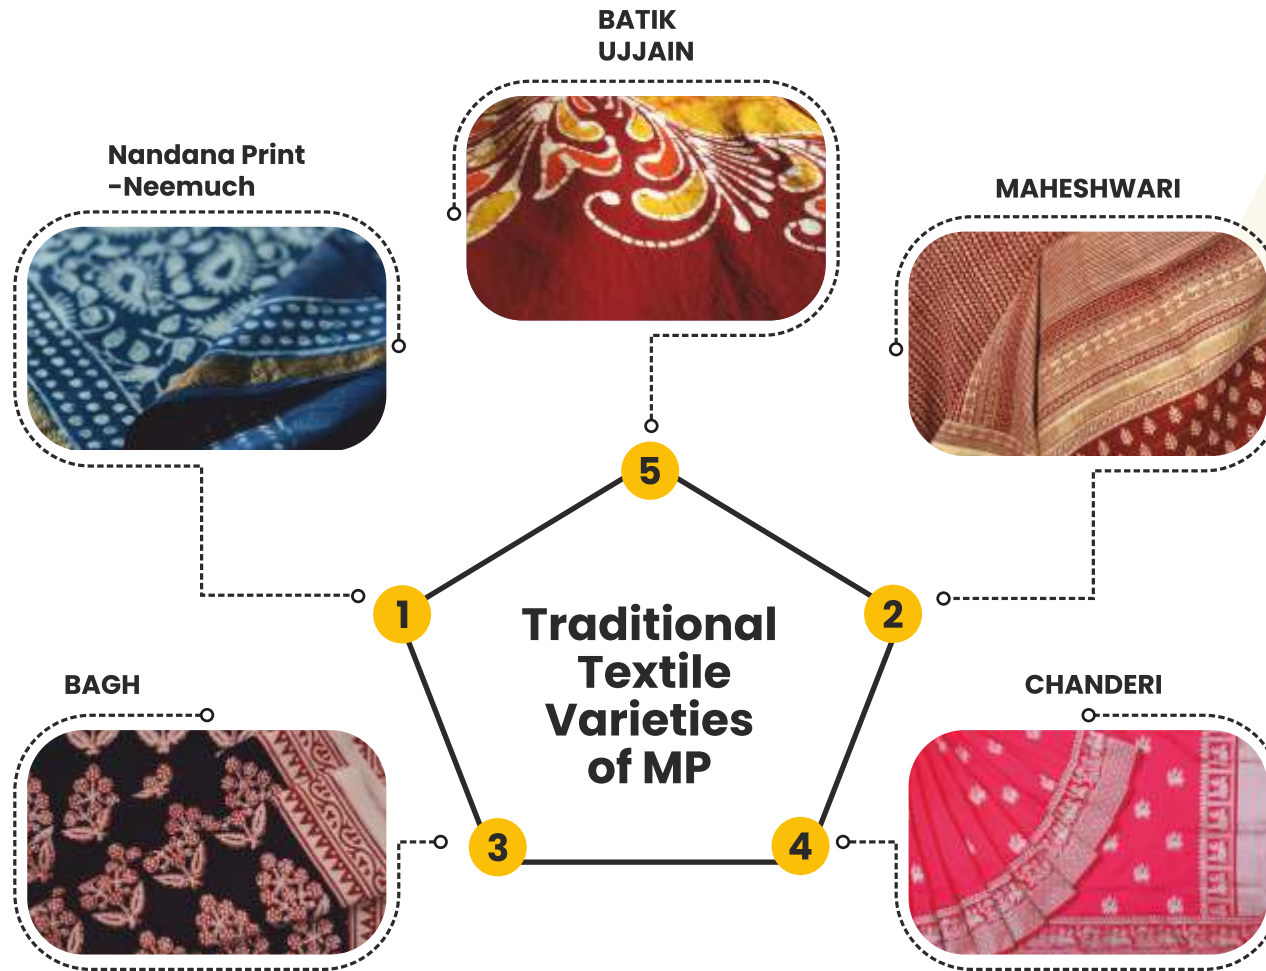 BATIK
UJJAIN
Nandana Print
-Neemuch
MAHESHWARI
5
1
2
Traditional
Textile
Varieties
of MP
BAGH
CHANDERI
3
4